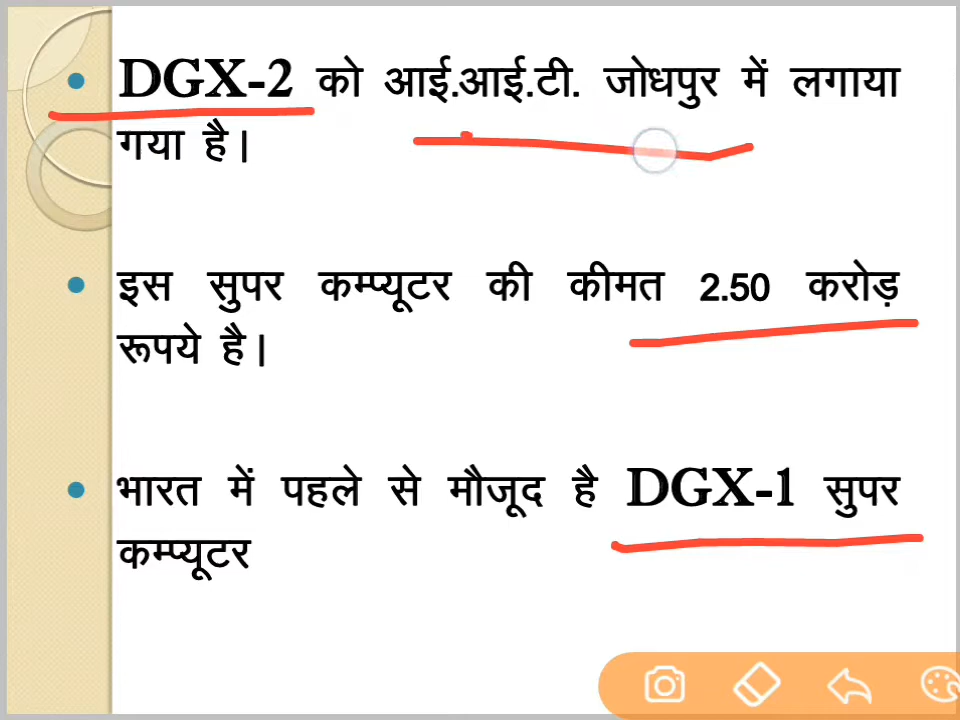 DGX-2 को आई.आई.टी. जोधपुर में लगाया
गया है।
इस सुपर कम्प्यूटर की कीमत 2.50 करोड़
रूपये है।
भारत में पहले से मौजूद है DGX-1 सुपर
कम्प्यूटर